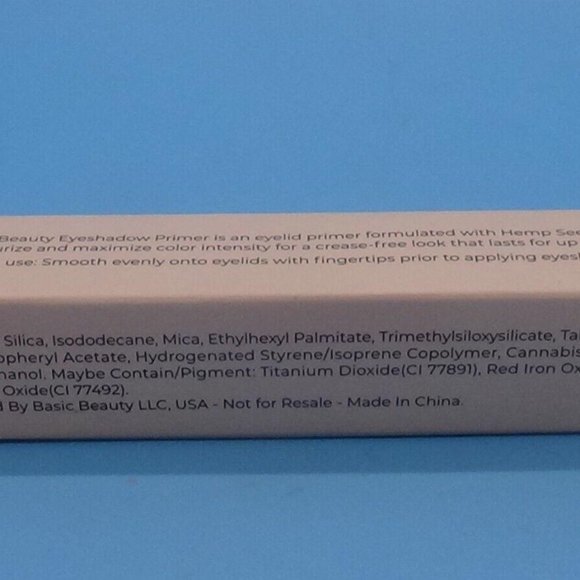 Beauty Eyeshadow Primer is an eyelid primer formulated with Hemp See
urize and maximize color intensity for a crease-free look that lasts for up
use: Smooth evenly onto eyelids with fingertips prior to applying eyesh
Silica, Isododecane, Mica, Ethylhexyl Palmitate, Trimethylsiloxysilicate, Ta
opheryl Acetate, Hydrogenated Styrene/Isoprene Copolymer, Cannabis
hanol. Maybe Contain/Pigment: Titanium Dioxide(CI 77891), Red Iron Ox
Oxide(CI 77492).
d By Basic Beauty LLC, USA - Not for Resale - Made In China.